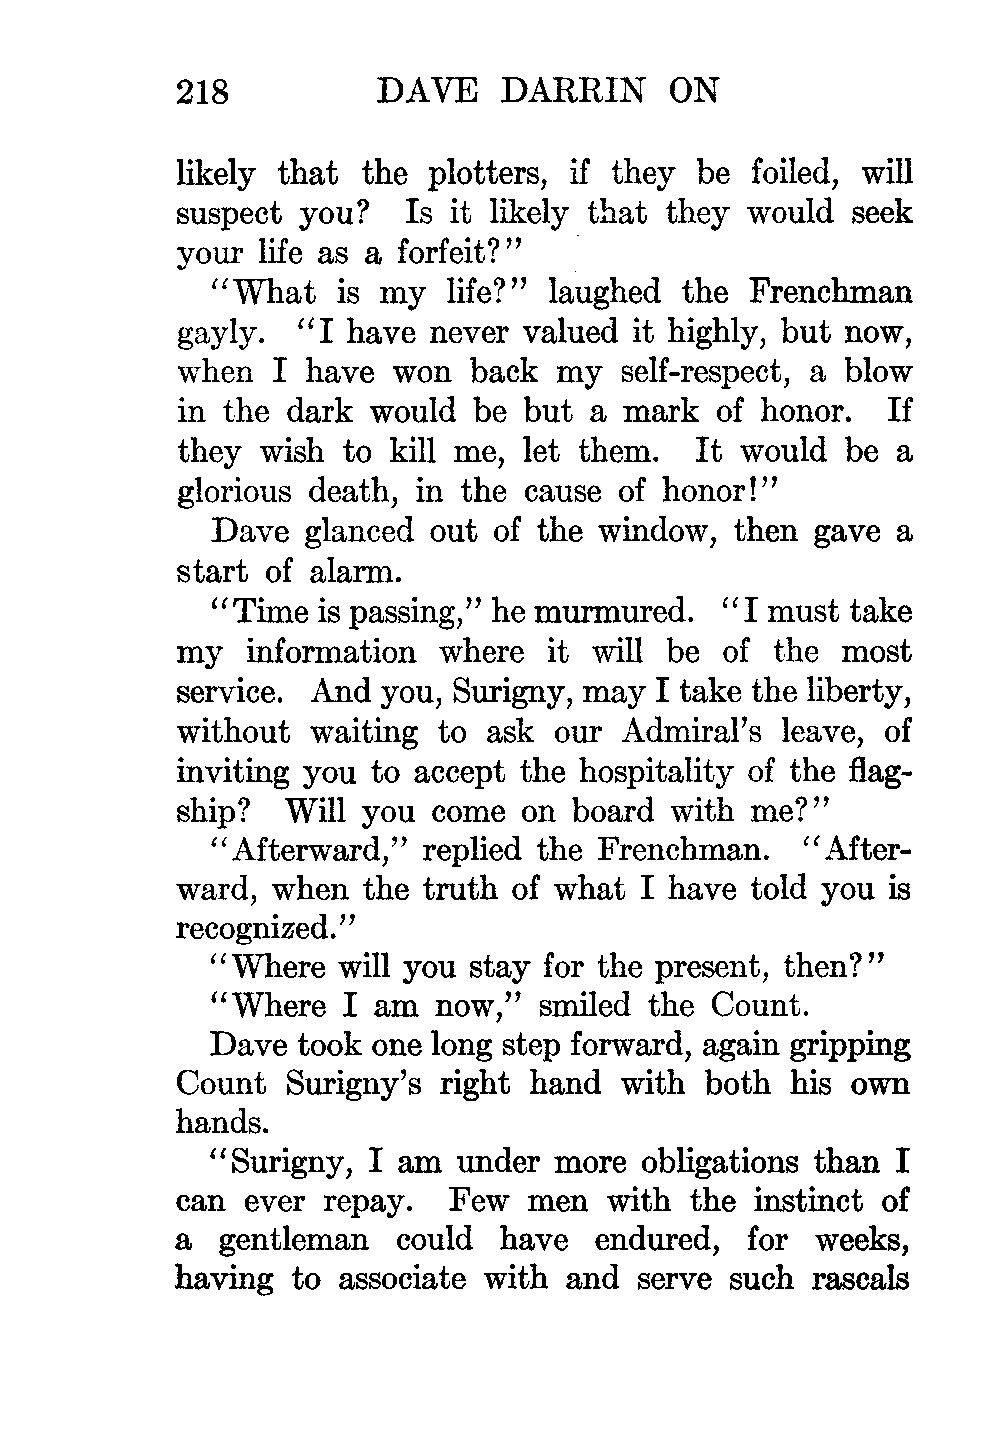 218 DAVE DARRIN ON
likely that the plotters, if they be foiled, will
suspect you? Is it likely that they would seek
your life as a forfeit?"
"What is my life?" laughed the Frenchman
gayly. "I have never valued it highly, but now,
when I have won back my self-respect, a blow
in the dark would be but a mark of honor. If
they wish to kill me, let them. It would be a
glorious death, in the cause of honor!"
Dave glanced out of the window, then gave a
start of alarm.
"Time is passing," he murmured. "I must take
my information where it will be of the most
service. And you, Surigny, may I take the liberty,
without waiting to ask our Admiral's leave, of
inviting you to accept the hospitality of the flag-
ship? Will you come on board with me?"
"Afterward," replied the Frenchman. "After-
ward, when the truth of what I have told you is
recognized."
"Where will you stay for the present, then?"
"Where I am now," smiled the Count.
Dave took one long step forward, again gripping
Count Surigny's right hand with both his own
hands.
"Surigny, I am under more obligations than I
can ever repay. Few men with the instinct of
a gentleman could have endured, for weeks,
having to associate with and serve such rascals